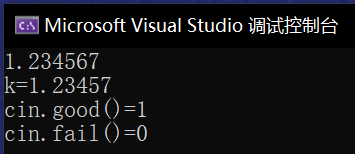 Microsoft Visual Studio 调试控制台
1.234567
k=1.23457
cin.good()=1
cin.fail()=0